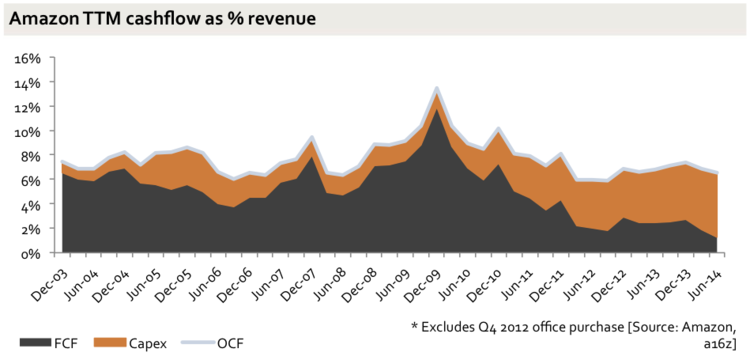 Amazon TTM cashflow as % revenue
16%
14%
12%
10%
8%
6%
4%
2%
0%
Dec-03
Jun-04
Dec-04
Jun-05
Dec-05
Jun-06
Dec-06
Jun-07
Dec-07
Jun-08
Dec-08
Jun-09
Dec-09
Jun-10
Dec-10
Jun-11
Dec-11
Jun-12
Dec-12
Jun-13
Dec-13
Jun-14
FCF
Capex
OCF
* Excludes Q4 2012 office purchase [Source: Amazon,
a16z]